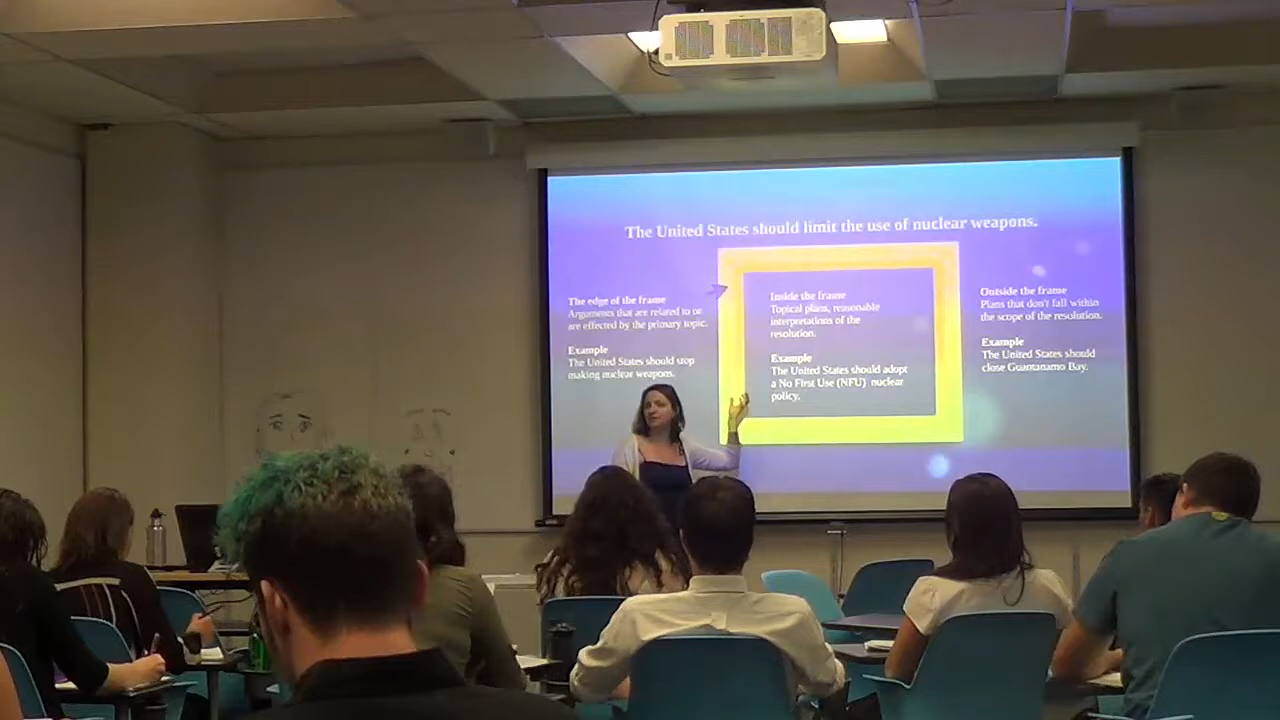 The United States should limit the use of nuclear weapons.
The edge of the frame
Arguments that are related to or
are effected by the primary topic.
Example
The United States should stop
making nuclear weapons.
Inside the frame
Topical plans, reasonable
interpretations of the
resolution.
Example
The United States should adopt
a No First Use (NFU) nuclear
policy.
Outside the frame
Plans that don't fall within
the scope of the resolution.
Example
The United States should
close Guantanamo Bay.